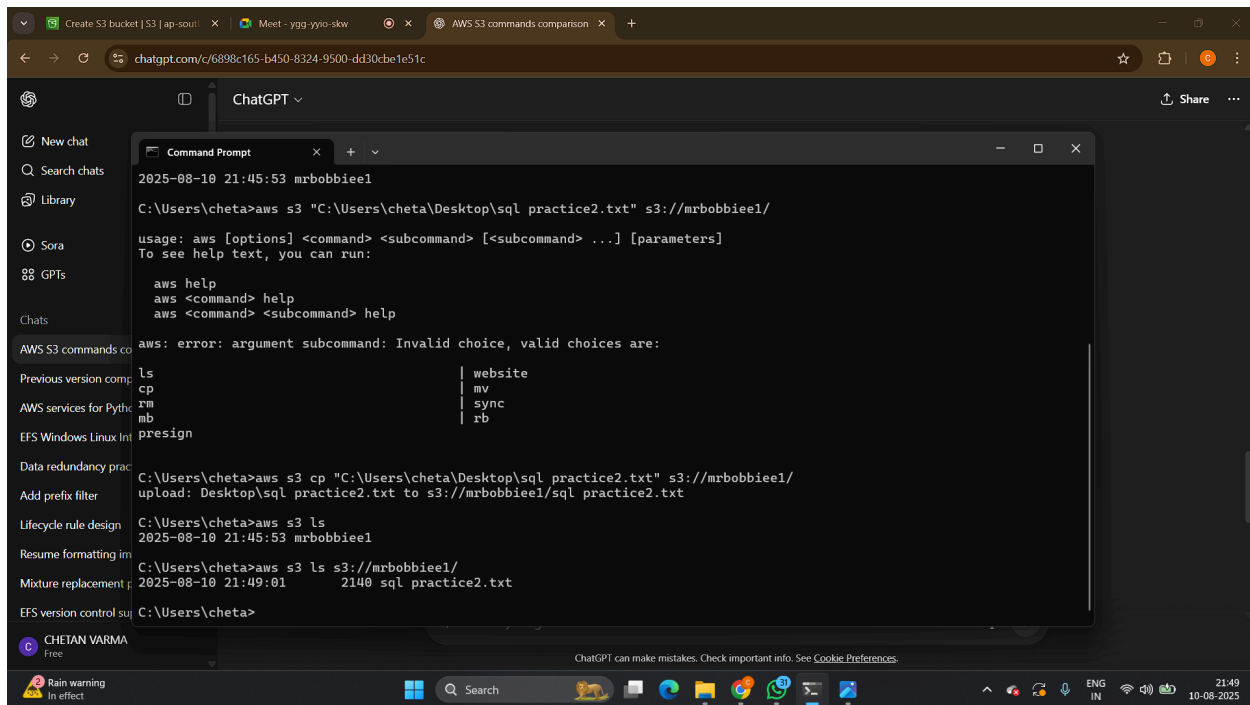 Create S3 bucket | S3 | ap-sout
Meet - ygg-yyio-skw
AWS S3 commands comparison
chatgpt.com/c/6898c165-b450-8324-9500-dd30cbe1e51c
C
ChatGPT
Share
New chat
Search chats
Library
Sora
GPTs
Chats
AWS S3 commands co
Previous version comp
AWS services for Pytho
EFS Windows Linux Int
Data redundancy prac
Add prefix filter
Lifecycle rule design
Resume formatting im
Mixture replacement p
EFS version control su
C
CHETAN VARMA
Free
Command Prompt
2025-08-10 21:45:53 mrbobbiee1
C:\Users\cheta>aws s3 "C:\Users\cheta\Desktop\sql practice2.txt" s3://mrbobbiee1/
usage: aws [options] <command> <subcommand> [<subcommand> ...] [parameters]
To see help text, you can run:
aws help
aws <command> help
aws <command> <subcommand> help
aws: error: argument subcommand: Invalid choice, valid choices are:
ls | website
cp | mv
rm | sync
mb | rb
presign
C:\Users\cheta>aws s3 cp "C:\Users\cheta\Desktop\sql practice2.txt" s3://mrbobbiee1/
upload: Desktop\sql practice2.txt to s3://mrbobbiee1/sql practice2.txt
C:\Users\cheta>aws s3 ls
2025-08-10 21:45:53 mrbobbiee1
C:\Users\cheta>aws s3 ls s3://mrbobbiee1/
2025-08-10 21:49:01 2140 sql practice2.txt
C:\Users\cheta>
ChatGPT can make mistakes. Check important info. See Cookie Preferences.
2
Rain warning
In effect
Search
C
31
ENG
IN
21:49
10-08-2025